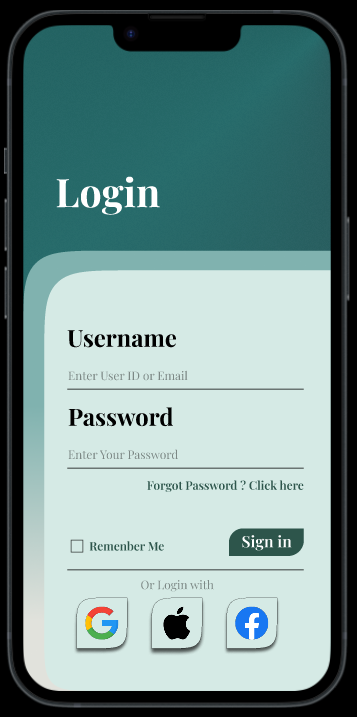 Login
Username
Enter User ID or Email
Password
Enter Your Password
Forgot Password ? Click here
Remenber Me
Sign in
Or Login with